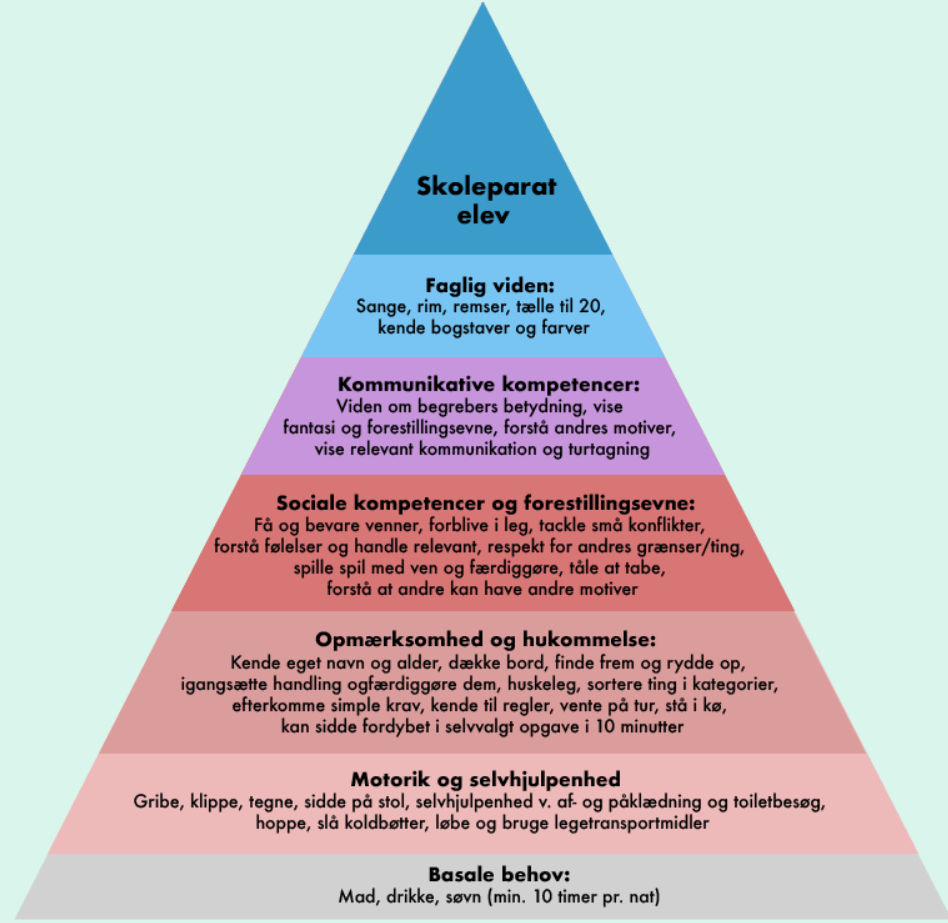 Skoleparat
elev
Faglig viden:
Sange, rim, remser, tælle til 20,
kende bogstaver og farver
Kommunikative kompetencer:
Viden om begrebers betydning, vise
fantasi og forestillingsevne, forstå andres motiver,
vise relevant kommunikation og turtagning
Sociale kompetencer og forestillingsevne:
Få og bevare venner, forblive i leg, tackle små konflikter,
forstå følelser og handle relevant, respekt for andres grænser/ting,
spille spil med ven og færdiggøre, tåle at tabe,
forstå at andre kan have andre motiver
Opmærksomhed og hukommelse:
Kende eget navn og alder, dække bord, finde frem og rydde op,
igangsætte handling ogfærdiggøre dem, huskeleg, sortere ting i kategorier,
efterkomme simple krav, kende til regler, vente på tur, stå i kø,
kan sidde fordybet i selvvalgt opgave i 10 minutter
Motorik og selvhjulpenhed
Gribe, klippe, tegne, sidde på stol, selvhjulpenhed v. af- og påklædning og toiletbesøg,
hoppe, slå koldbøtter, løbe og bruge legetransportmidler
Basale behov:
Mad, drikke, søvn (min. 10 timer pr. nat)